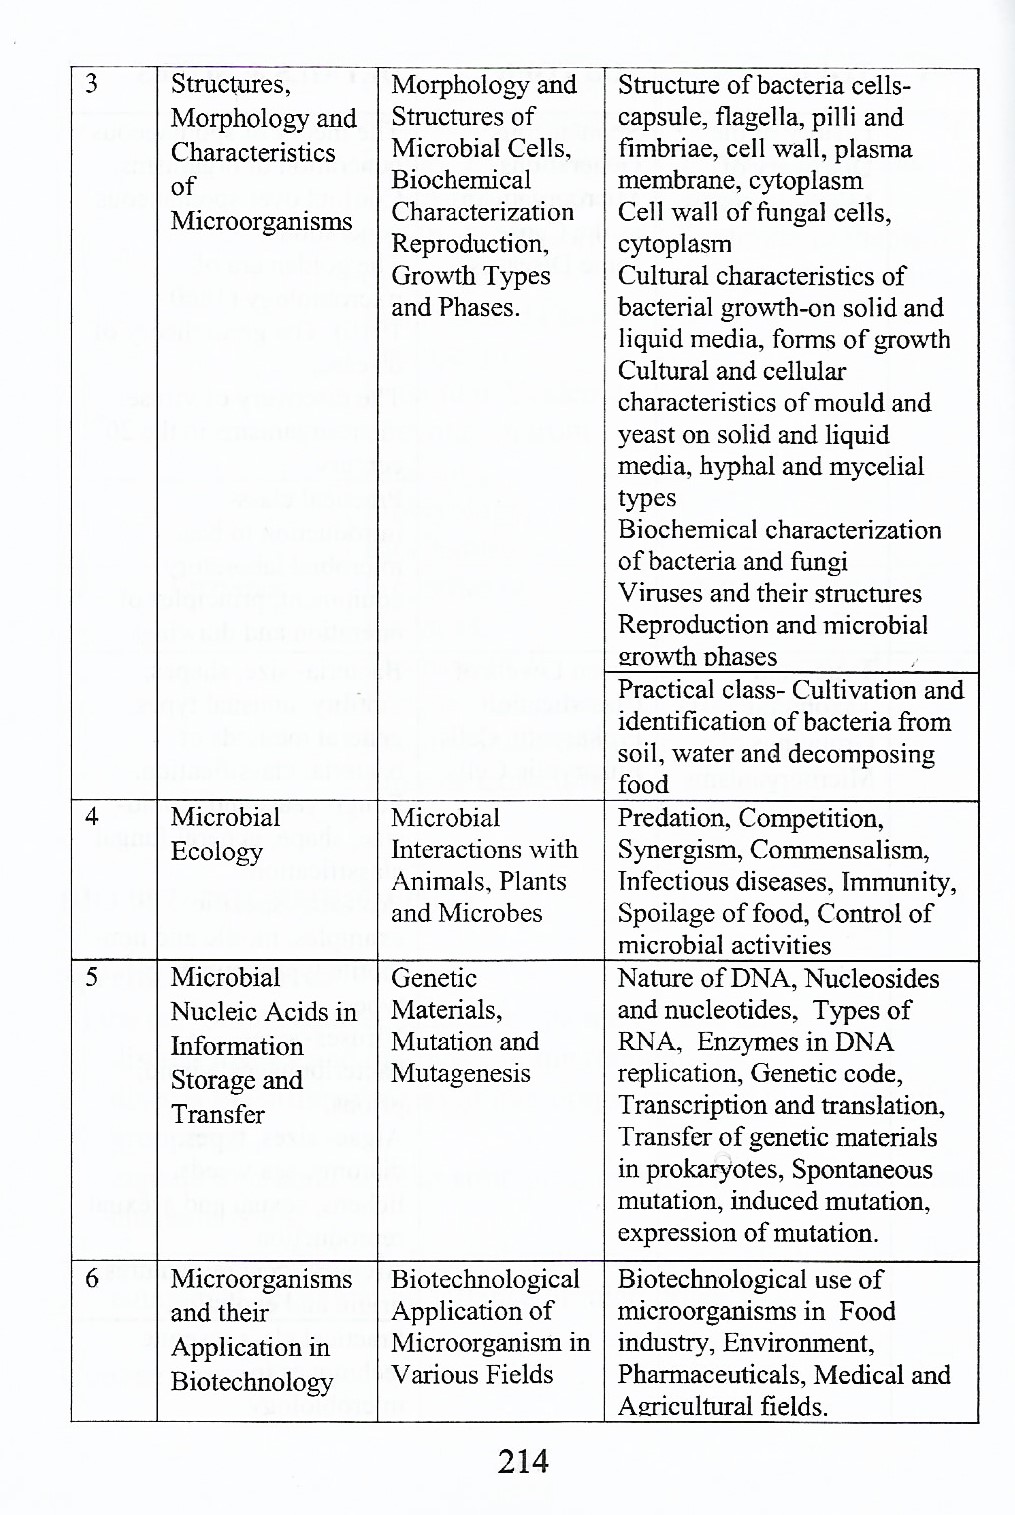 3
Structures,
Morphology and
Characteristics
of
Microorganisms
Morphology and
Structures of
Microbial Cells,
Biochemical
Characterization
Reproduction,
Growth Types
and Phases.
Structure of bacteria cells-
capsule, flagella, pilli and
fimbriae, cell wall, plasma
membrane, cytoplasm
Cell wall of fungal cells,
cytoplasm
Cultural characteristics of
bacterial growth-on solid and
liquid media, forms of growth
Cultural and cellular
characteristics of mould and
yeast on solid and liquid
media, hyphal and mycelial
types
Biochemical characterization
of bacteria and fungi
Viruses and their structures
Reproduction and microbial
growth phases
Practical class- Cultivation and
identification of bacteria from
soil, water and decomposing
food
4
Microbial
Ecology
Microbial
Interactions with
Animals, Plants
and Microbes
Predation, Competition,
Synergism, Commensalism,
Infectious diseases, Immunity,
Spoilage of food, Control of
microbial activities
5
Microbial
Nucleic Acids in
Information
Storage and
Transfer
Genetic
Materials,
Mutation and
Mutagenesis
Nature of DNA, Nucleosides
and nucleotides, Types of
RNA, Enzymes in DNA
replication, Genetic code,
Transcription and translation,
Transfer of genetic materials
in prokaryotes, Spontaneous
mutation, induced mutation,
expression of mutation.
6
Microorganisms
and their
Application in
Biotechnology
Biotechnological
Application of
Microorganism in
Various Fields
Biotechnological use of
microorganisms in Food
industry, Environment,
Pharmaceuticals, Medical and
Agricultural fields.
214